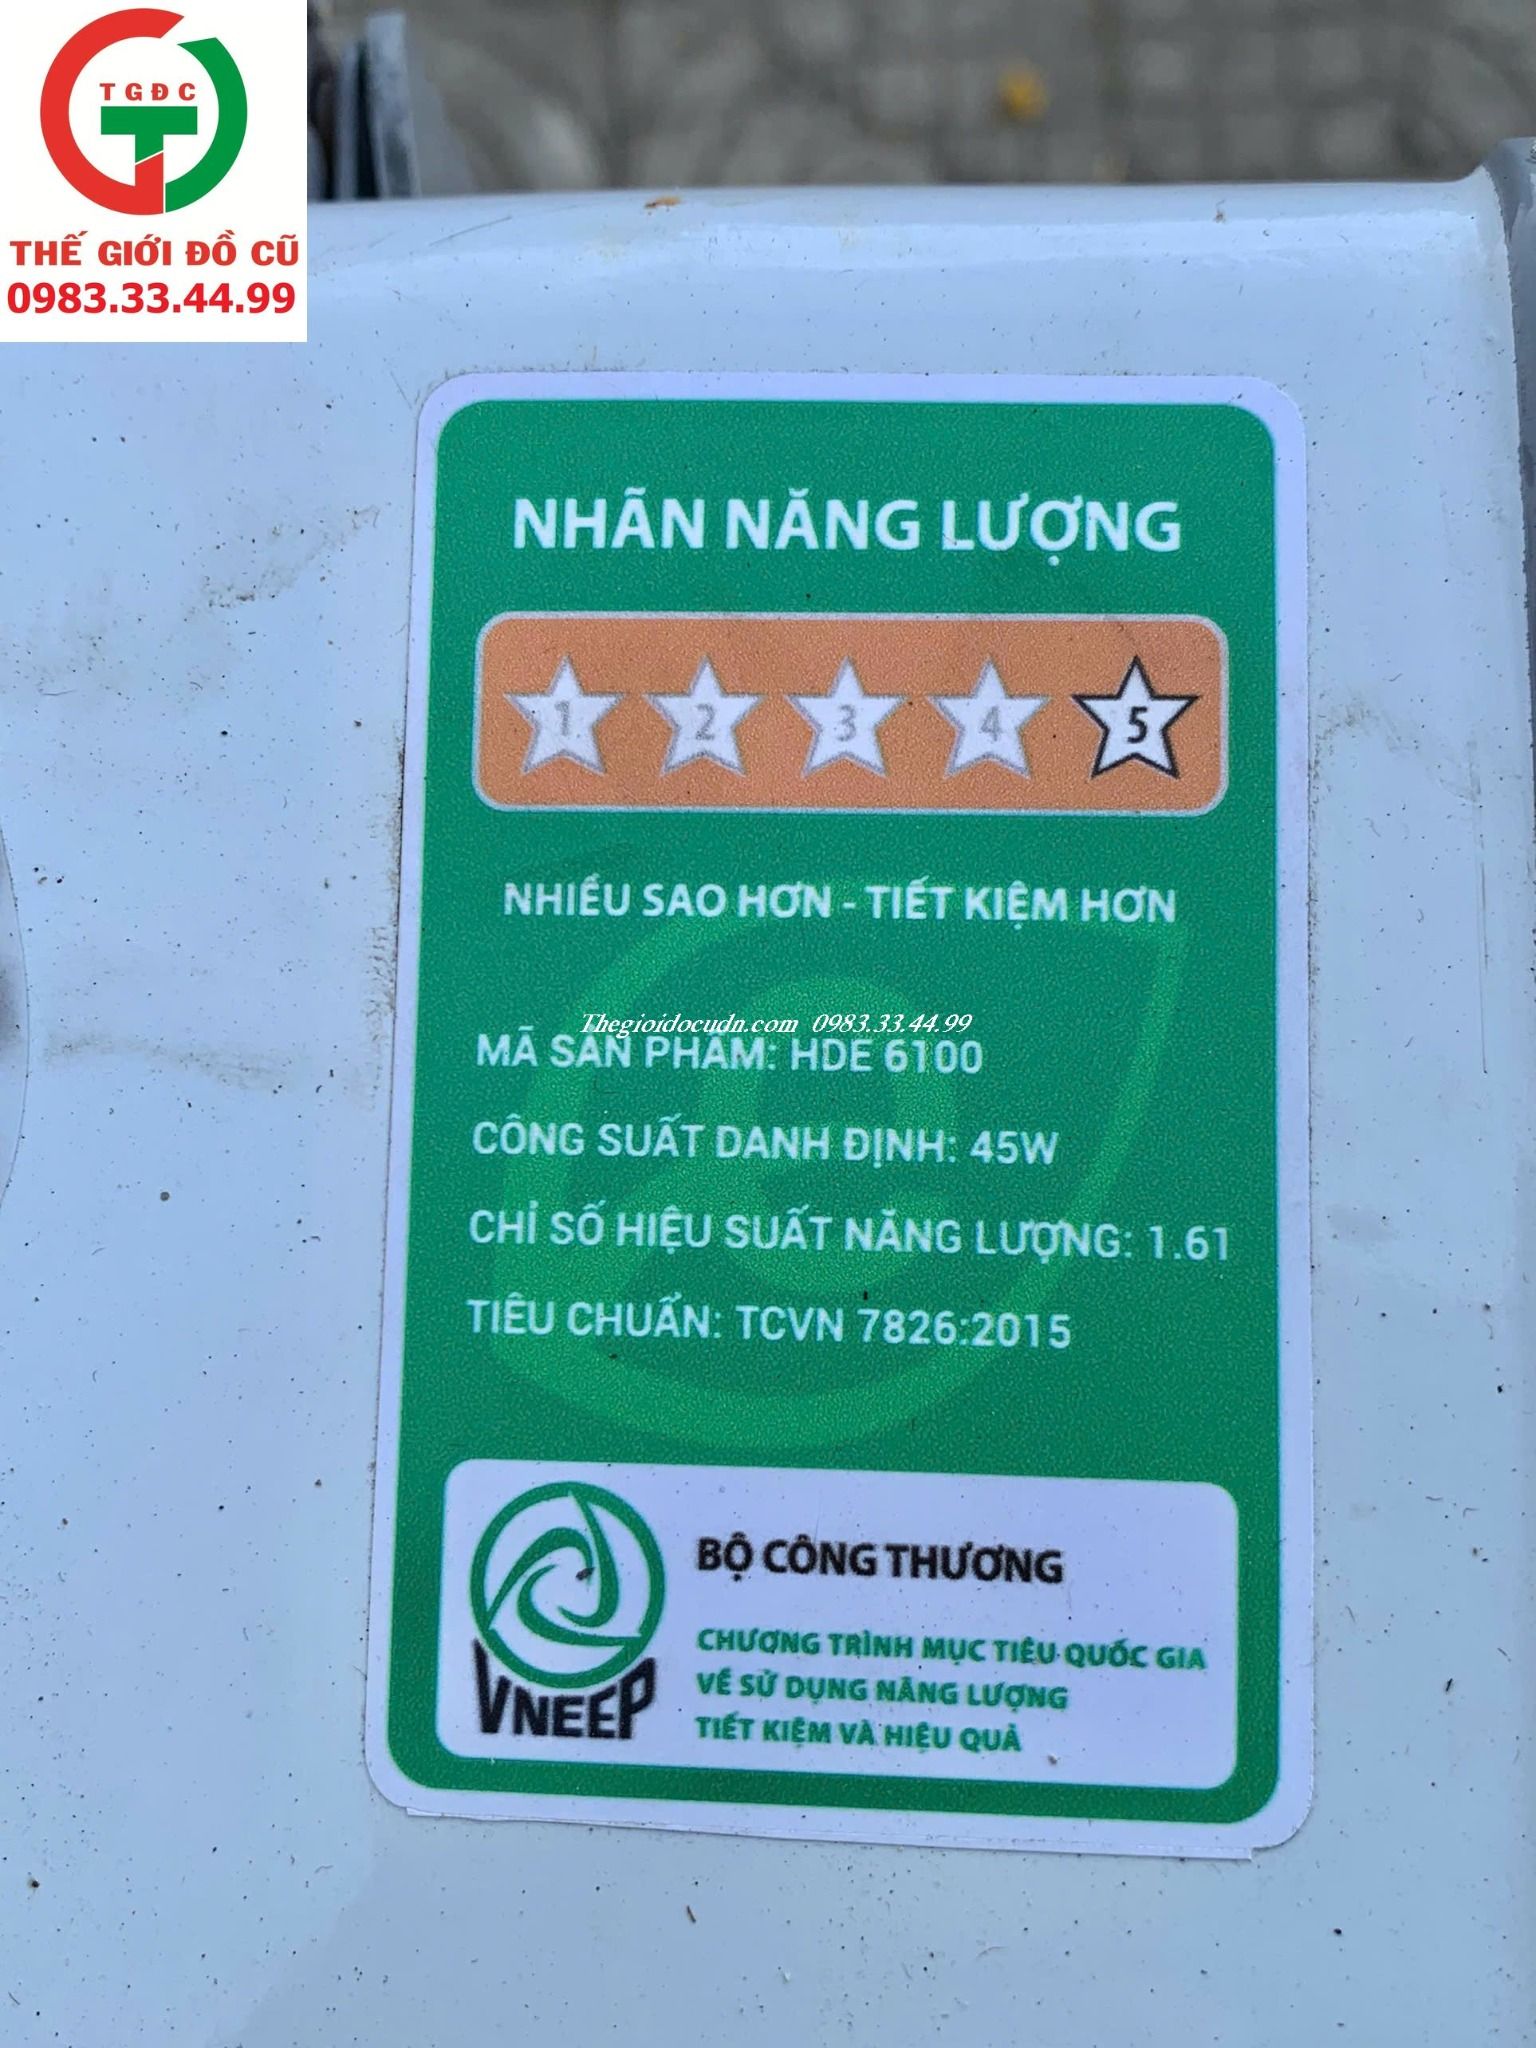 TGĐC
THẾ GIỚI ĐỒ CŨ
0983.33.44.99
NHÃN NĂNG LƯỢNG
1 2 3 4 5
NHIỀU SAO HƠN - TIẾT KIỆM HƠN
Thegioidocudn.com 0983.33.44.99
MÃ SẢN PHẨM: HDE 6100
CÔNG SUẤT DANH ĐỊNH: 45W
CHỈ SỐ HIỆU SUẤT NĂNG LƯỢNG: 1.61
TIÊU CHUẨN: TCVN 7826:2015
VNEEP
BỘ CÔNG THƯƠNG
CHƯƠNG TRÌNH MỤC TIÊU QUỐC GIA
VỀ SỬ DỤNG NĂNG LƯỢNG
TIẾT KIỆM VÀ HIỆU QUẢ